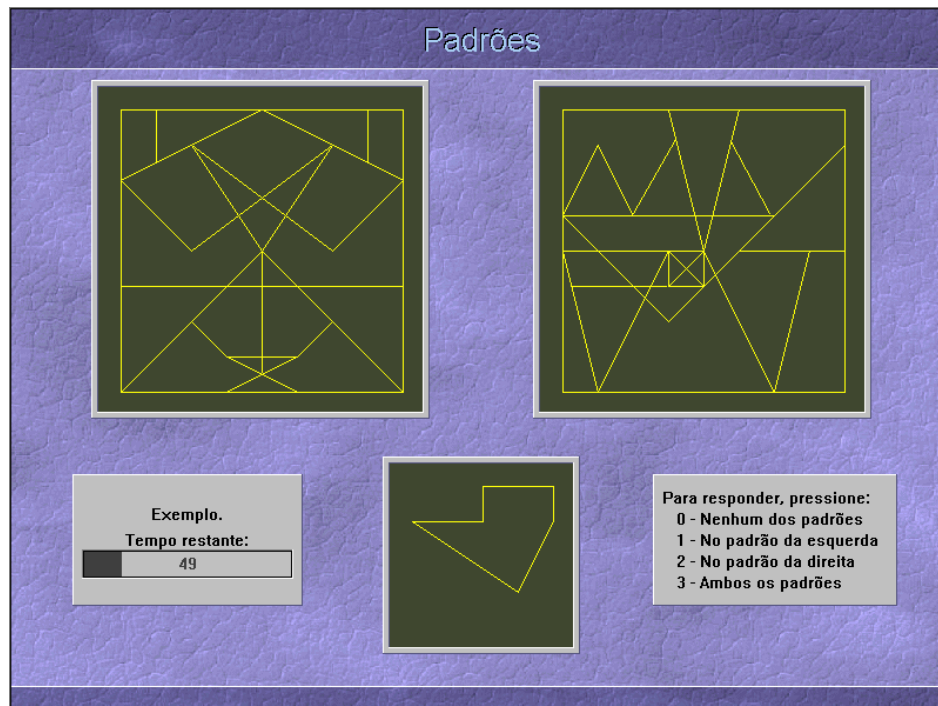 Padrões
Exemplo.
Tempo restante:
49
Para responder, pressione:
0 - Nenhum dos padrões
1 - No padrão da esquerda
2 - No padrão da direita
3 - Ambos os padrões